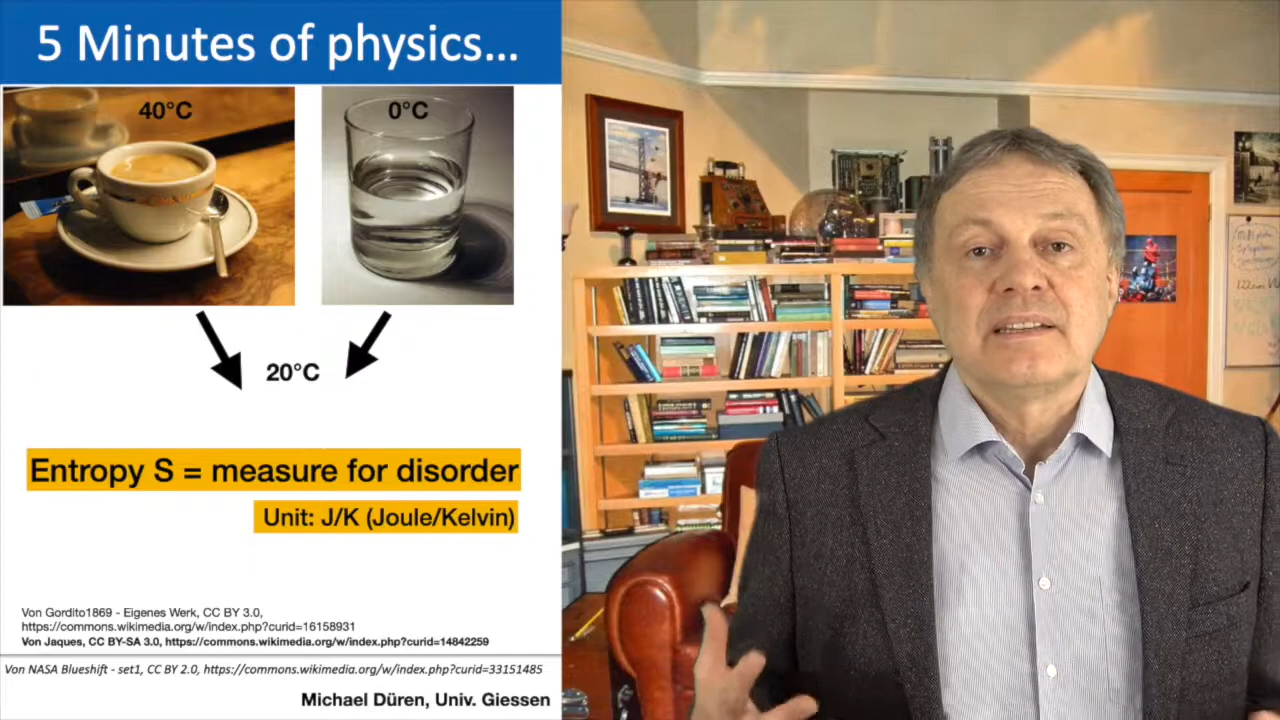 5 Minutes of physics...
40°C
0°C
20°C
Entropy S = measure for disorder
Unit: J/K (Joule/Kelvin)
Von Gordito1869 - Eigenes Werk, CC BY 3.0,
https://commons.wikimedia.org/w/index.php?curid=16158931
Von Jaques, CC BY-SA 3.0, https://commons.wikimedia.org/w/index.php?curid=14842259
Von NASA Blueshift - set1, CC BY 2.0, https://commons.wikimedia.org/w/index.php?curid=33151485
Michael Düren, Univ. Giessen